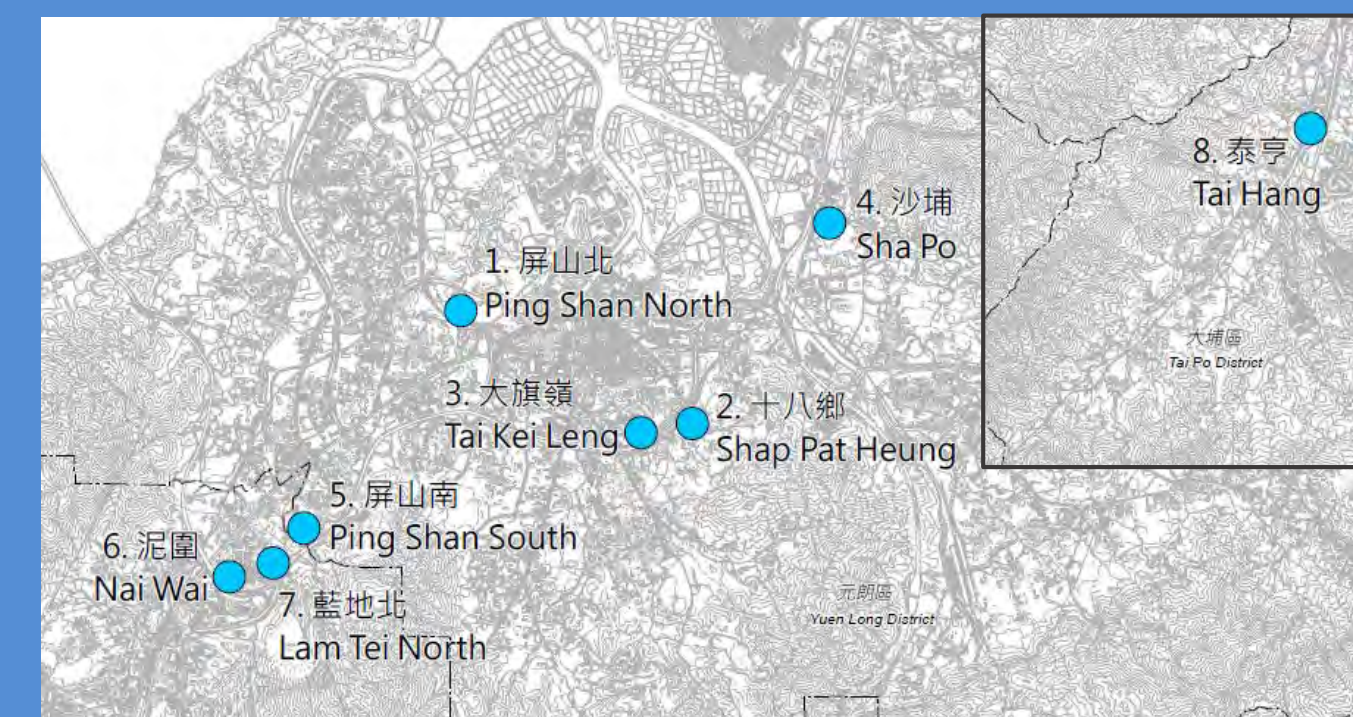 1. 屏山北
Ping Shan North
2. 十八鄉
Shap Pat Heung
3. 大旗嶺
Tai Kei Leng
4. 沙埔
Sha Po
5. 屏山南
Ping Shan South
6. 泥圍
Nai Wai
7. 藍地北
Lam Tei North
8. 泰亨
Tai Hang
大埔區
Tai Po District
元朗區
Yuen Long District